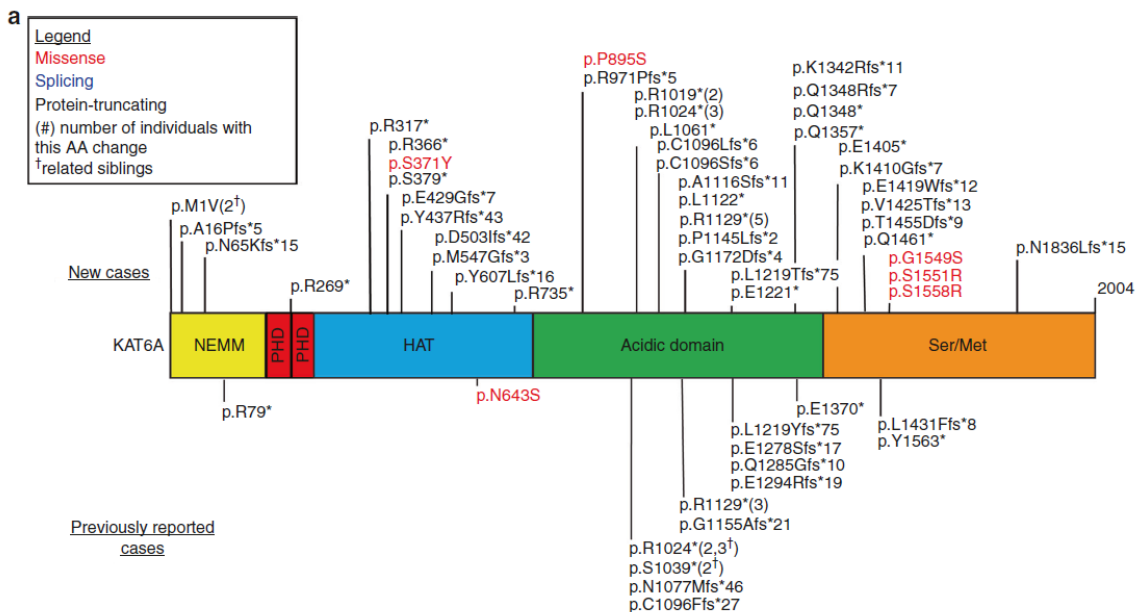 a
Legend
Missense
Splicing
Protein-truncating
(#) number of individuals with
this AA change
†related siblings
New cases
p.M1V(2†)
p.A16Pfs*5
p.N65Kfs*15
p.R269*
p.R317*
p.R366*
p.S371Y
p.S379*
p.E429Gfs*7
p.Y437Rfs*43
p.D503Ifs*42
p.M547Gfs*3
p.Y607Lfs*16
p.R735*
p.P895S
p.R971Pfs*5
p.R1019*(2)
p.R1024*(3)
p.L1061*
p.C1096Lfs*6
p.C1096Sfs*6
p.A1116Sfs*11
p.L1122*
p.R1129*(5)
p.P1145Lfs*2
p.G1172Dfs*4
p.L1219Tfs*75
p.E1221*
p.K1342Rfs*11
p.Q1348Rfs*7
p.Q1348*
p.Q1357*
p.E1405*
p.K1410Gfs*7
p.E1419Wfs*12
p.V1425Tfs*13
p.T1455Dfs*9
p.Q1461*
p.G1549S
p.S1551R
p.S1558R
p.N1836Lfs*15
2004
KAT6A
NEMM
PHD
PHD
HAT
Acidic domain
Ser/Met
Previously reported
cases
p.R79*
p.N643S
p.R1024*(2,3†)
p.S1039*(2†)
p.N1077Mfs*46
p.C1096Ffs*27
p.R1129*(3)
p.G1155Afs*21
p.L1219Yfs*75
p.E1278Sfs*17
p.Q1285Gfs*10
p.E1294Rfs*19
p.E1370*
p.L1431Ffs*8
p.Y1563*